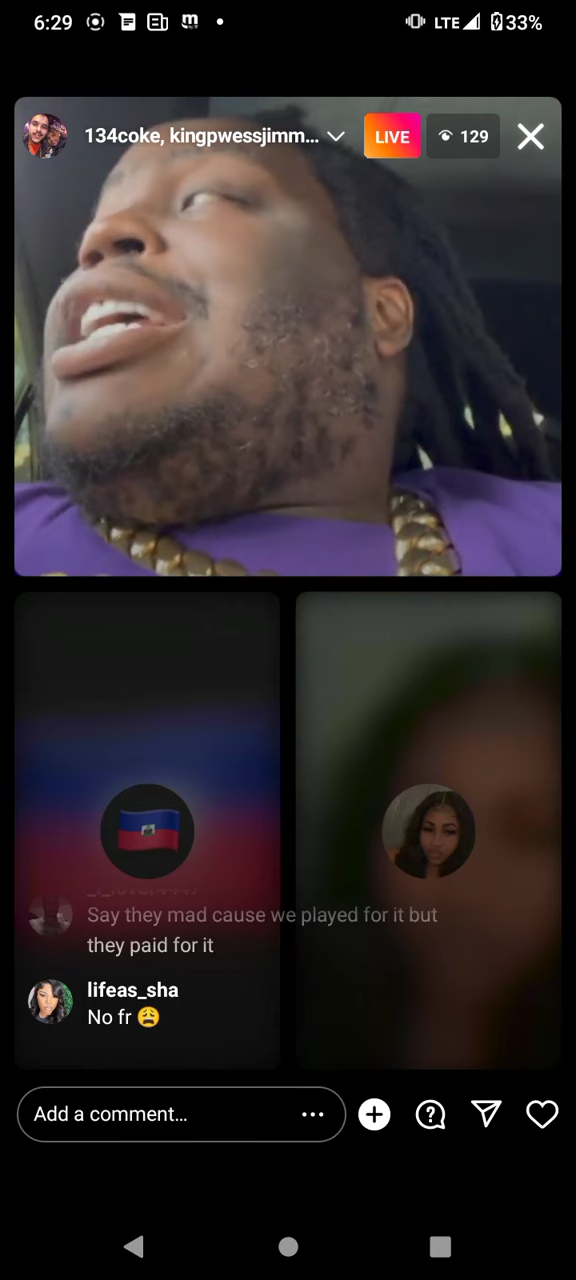 6:29
LTE 33%
134coke, kingpwessjimm...
LIVE
129
Say they mad cause we played for it but
they paid for it
lifeas_sha
No fr 😩
Add a comment...